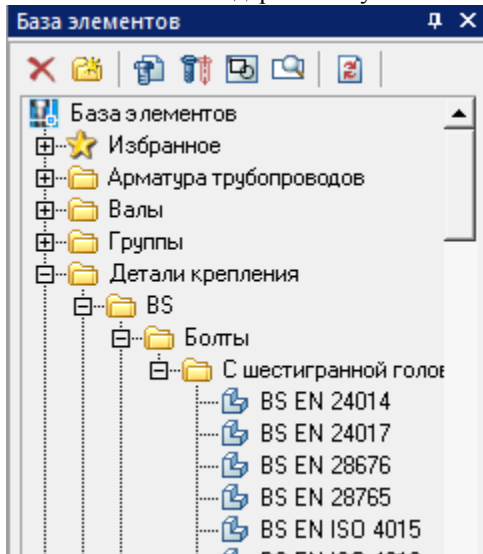 База элементов
База элементов
Избранное
Арматура трубопроводов
Валы
Группы
Детали крепления
BS
Болты
С шестигранной голов
BS EN 24014
BS EN 24017
BS EN 28676
BS EN 28765
BS EN ISO 4015